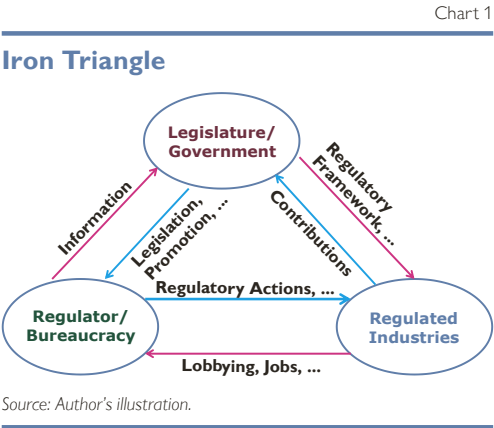 Chart 1
Iron Triangle
Legislature/
Government
Information
Legislation,
Promotion, ...
Contributions
Regulatory
Framework, ...
Regulatory Actions, ...
Regulator/
Bureaucracy
Regulated
Industries
Lobbying, Jobs, ...
Source: Author's illustration.